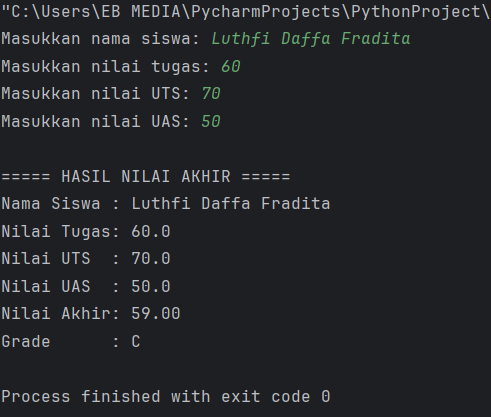 "C:\Users\EB MEDIA\PycharmProjects\PythonProject\
Masukkan nama siswa: Luthfi Daffa Fradita
Masukkan nilai tugas: 60
Masukkan nilai UTS: 70
Masukkan nilai UAS: 50
===== HASIL NILAI AKHIR =====
Nama Siswa : Luthfi Daffa Fradita
Nilai Tugas: 60.0
Nilai UTS  : 70.0
Nilai UAS  : 50.0
Nilai Akhir: 59.00
Grade      : C
Process finished with exit code 0